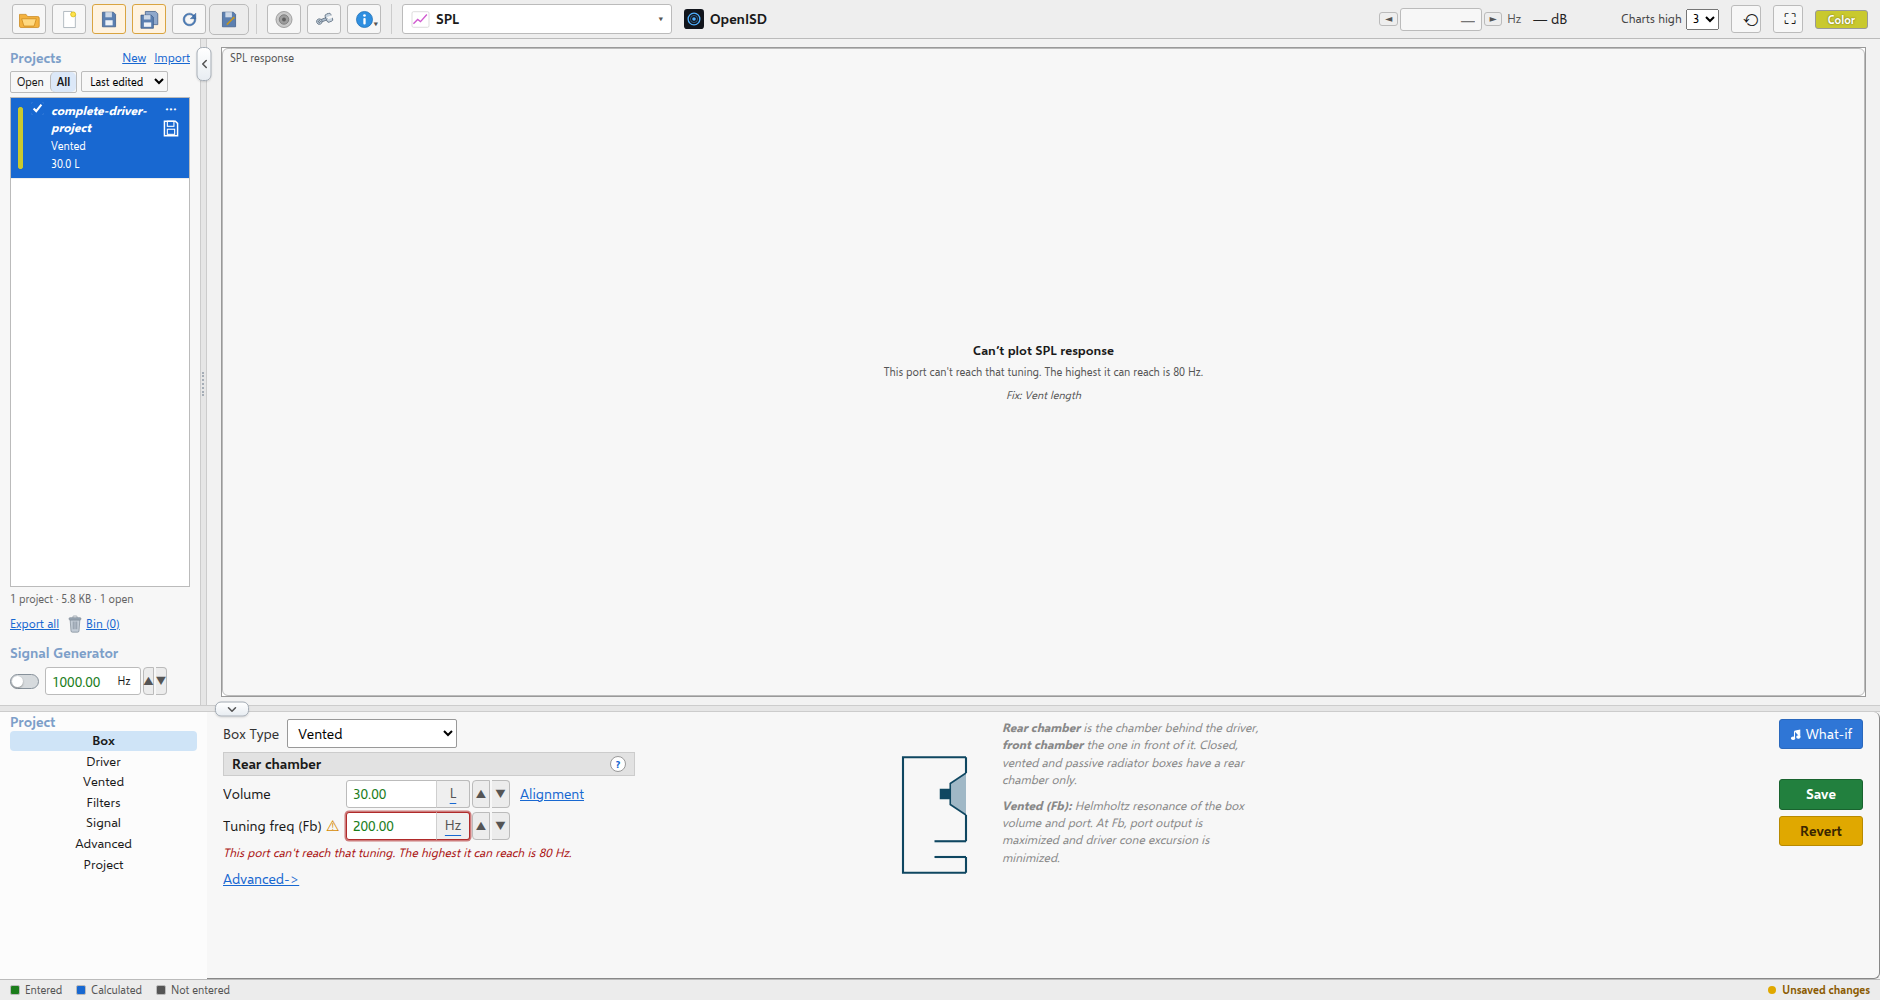 SPL
OpenISD
— Hz — dB
Charts high 3
Color
Projects New Import
Open All Last edited
complete-driver-
project
Vented
30.0 L
SPL response
Can't plot SPL response
This port can't reach that tuning. The highest it can reach is 80 Hz.
Fix: Vent length
1 project · 5.8 KB · 1 open
Export all Bin (0)
Signal Generator
1000.00 Hz
Project
Box
Driver
Vented
Filters
Signal
Advanced
Project
Box Type Vented
Rear chamber ?
Volume 30.00 L Alignment
Tuning freq (Fb) 200.00 Hz
This port can't reach that tuning. The highest it can reach is 80 Hz.
Advanced->
Rear chamber is the chamber behind the driver,
front chamber the one in front of it. Closed,
vented and passive radiator boxes have a rear
chamber only.
Vented (Fb): Helmholtz resonance of the box
volume and port. At Fb, port output is
maximized and driver cone excursion is
minimized.
What-if
Save
Revert
Entered Calculated Not entered
Unsaved changes